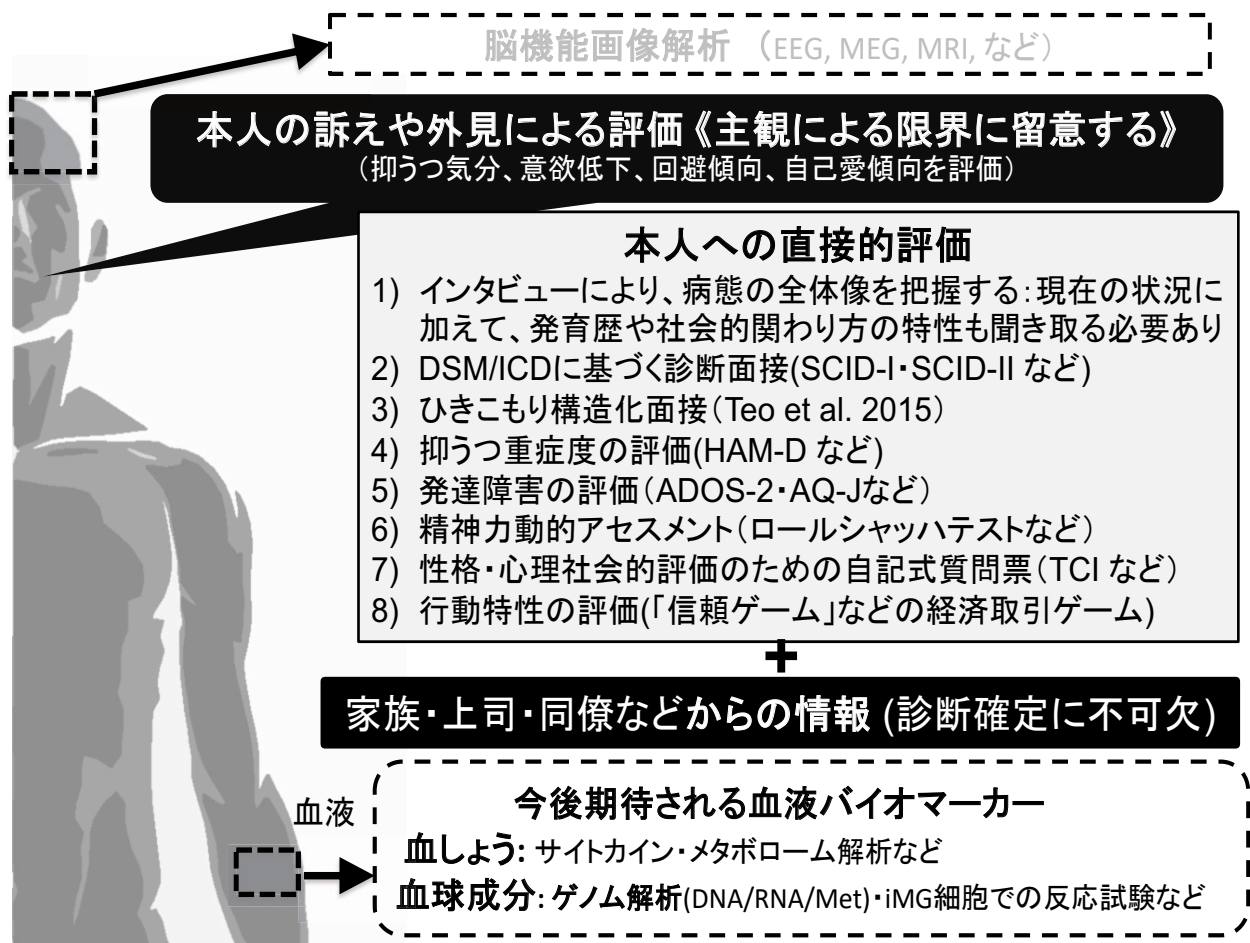 脳機能画像解析 (EEG, MEG, MRI, など)
本人の訴えや外見による評価《主観による限界に留意する》
(抑うつ気分、意欲低下、回避傾向、自己愛傾向を評価)
本人への直接的評価
1) インタビューにより、病態の全体像を把握する:現在の状況に
加えて、発育歴や社会的関わり方の特性も聞き取る必要あり
2) DSM/ICDに基づく診断面接(SCID-I・SCID-II など)
3) ひきこもり構造化面接(Teo et al. 2015)
4) 抑うつ重症度の評価(HAM-D など)
5) 発達障害の評価(ADOS-2・AQ-Jなど)
6) 精神力動的アセスメント(ロールシャッハテストなど)
7) 性格・心理社会的評価のための自記式質問票(TCI など)
8) 行動特性の評価(「信頼ゲーム」などの経済取引ゲーム)
+
家族・上司・同僚などからの情報 (診断確定に不可欠)
血液
今後期待される血液バイオマーカー
血しょう: サイトカイン・メタボローム解析など
血球成分: ゲノム解析(DNA/RNA/Met)・iMG細胞での反応試験など